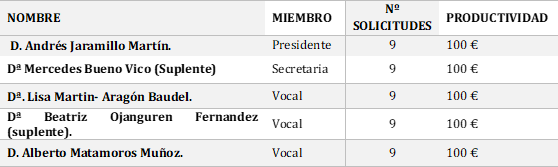 NOMBRE MIEMBRO Nº SOLICITUDES PRODUCTIVIDAD
D. Andrés Jaramillo Martín. Presidente 9 100 €
Dª Mercedes Bueno Vico (Suplente) Secretaria 9 100 €
Dª. Lisa Martin- Aragón Baudel. Vocal 9 100 €
Dª Beatriz Ojanguren Fernandez (suplente). Vocal 9 100 €
D. Alberto Matamoros Muñoz. Vocal 9 100 €